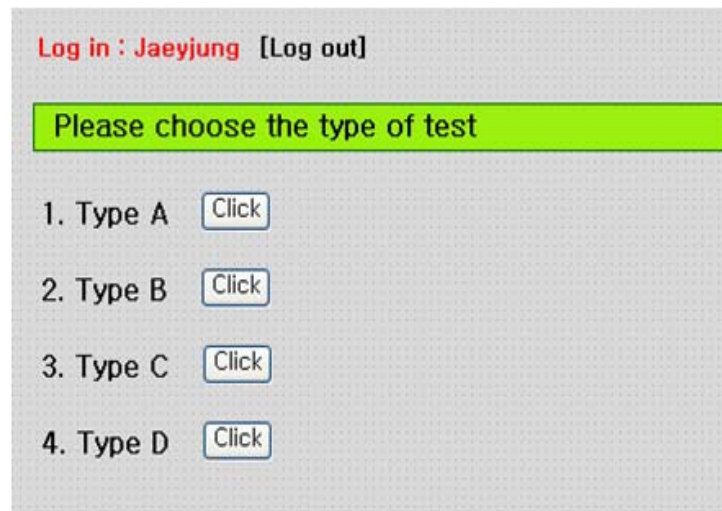 Log in : Jaeyjung [Log out]
Please choose the type of test
1. Type A Click
2. Type B Click
3. Type C Click
4. Type D Click